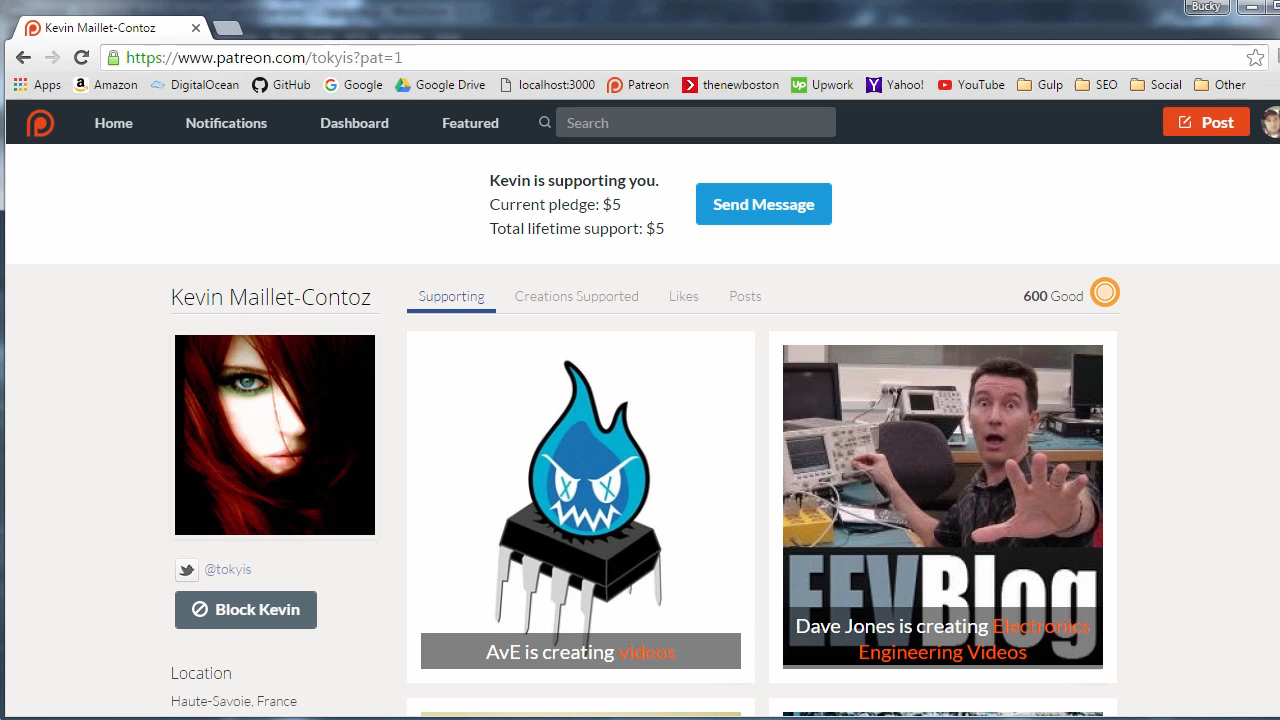 Bucky
Kevin Maillet-Contoz
https://www.patreon.com/tokyis?pat=1
Apps Amazon DigitalOcean GitHub Google Google Drive localhost:3000 Patreon thenewboston Upwork Yahoo! YouTube Gulp SEO Social Other
Home Notifications Dashboard Featured Search Post
Kevin is supporting you.
Current pledge: $5
Total lifetime support: $5
Send Message
Kevin Maillet-Contoz
Supporting Creations Supported Likes Posts
600 Good
@tokyis
Block Kevin
Location
Haute-Savoie, France
AvE is creating videos
EEVBlog
Dave Jones is creating Electronics
Engineering Videos